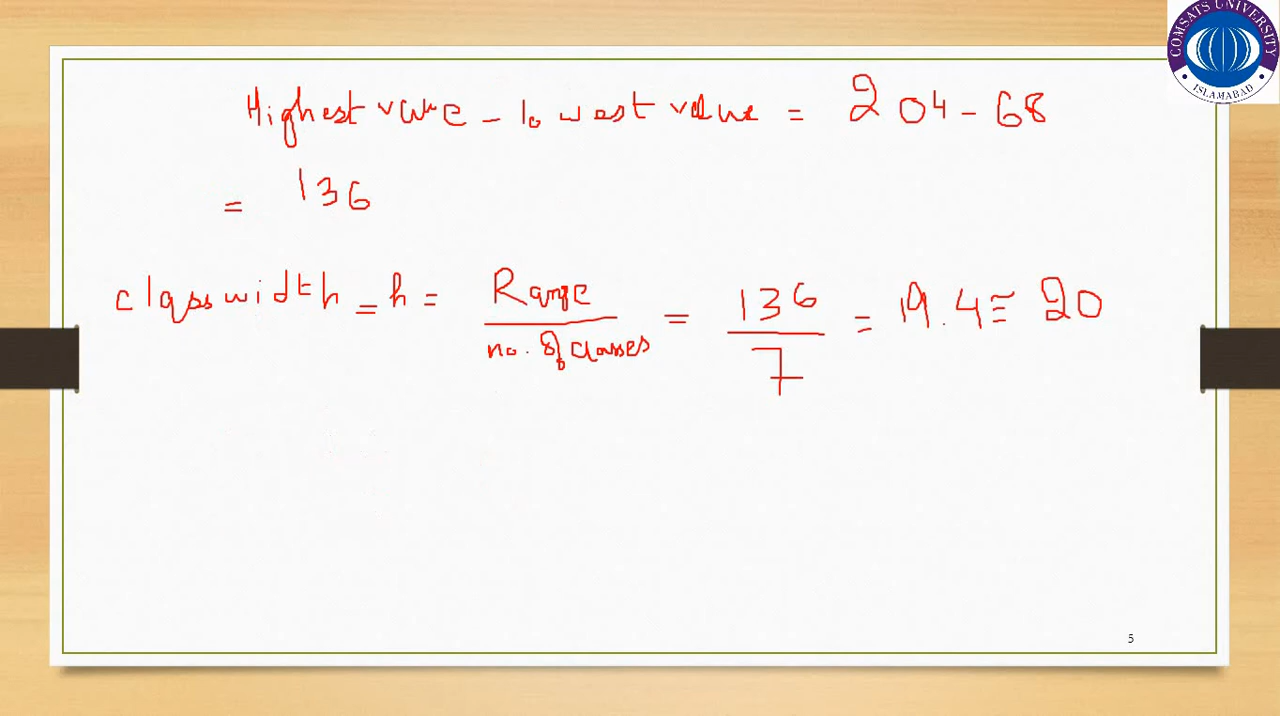 COMSATS UNIVERSITY
ISLAMABAD
Highest value - lowest value = 204 - 68
= 136
class width = h = Range / no. of classes = 136 / 7 = 19.4 ≅ 20
5